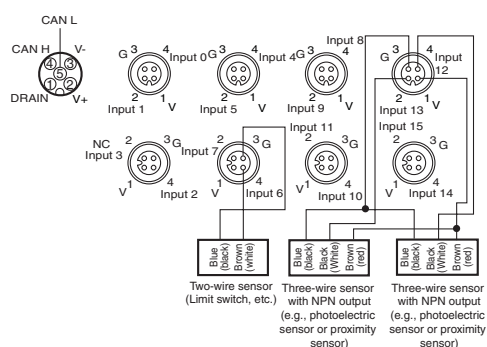 CAN L
CAN H
V-
4
3
5
1
2
DRAIN
V+
G 3
4
Input 0
2
1
Input 1
V
G 3
4
Input 4
2
1
Input 5
V
Input 8
G 3
4
2
1
Input 9
V
G 3
4
Input
12
2
1
Input 13
V
NC
Input 3
2
3 G
V 1
4
Input 2
Input 7
2
3 G
V 1
4
Input 6
Input 11
2
3 G
V 1
4
Input 10
Input 15
2
3 G
V 1
4
Input 14
Blue
(black)
Brown
(white)
Blue
(black)
Black
(White)
Brown
(red)
Blue
(black)
Black
(White)
Brown
(red)
Two-wire sensor
(Limit switch, etc.)
Three-wire sensor
with NPN output
(e.g., photoelectric
sensor or proximity
sensor)
Three-wire sensor
with NPN output
(e.g., photoelectric
sensor or proximity
sensor)